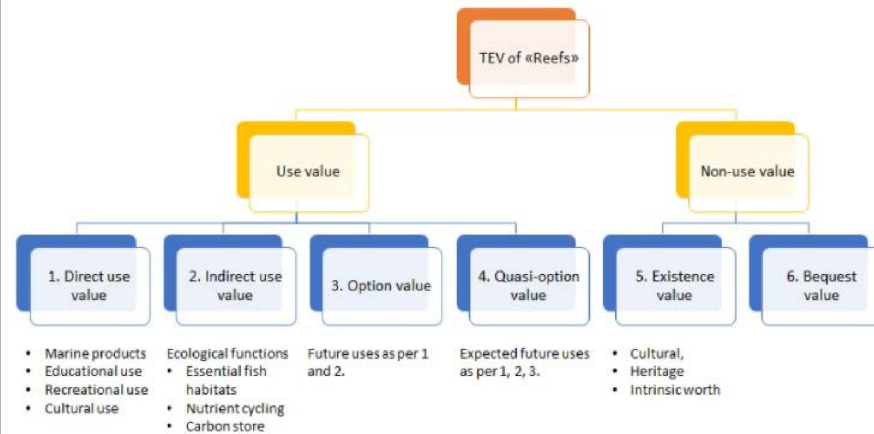 TEV of «Reefs»
Use value
Non-use value
1. Direct use
value
2. Indirect use
value
3. Option value
4. Quasi-option
value
5. Existence
value
6. Bequest
value
• Marine products
• Educational use
• Recreational use
• Cultural use
Ecological functions
• Essential fish
habitats
• Nutrient cycling
• Carbon store
Future uses as per 1
and 2.
Expected future uses
as per 1, 2, 3.
• Cultural,
• Heritage
• Intrinsic worth